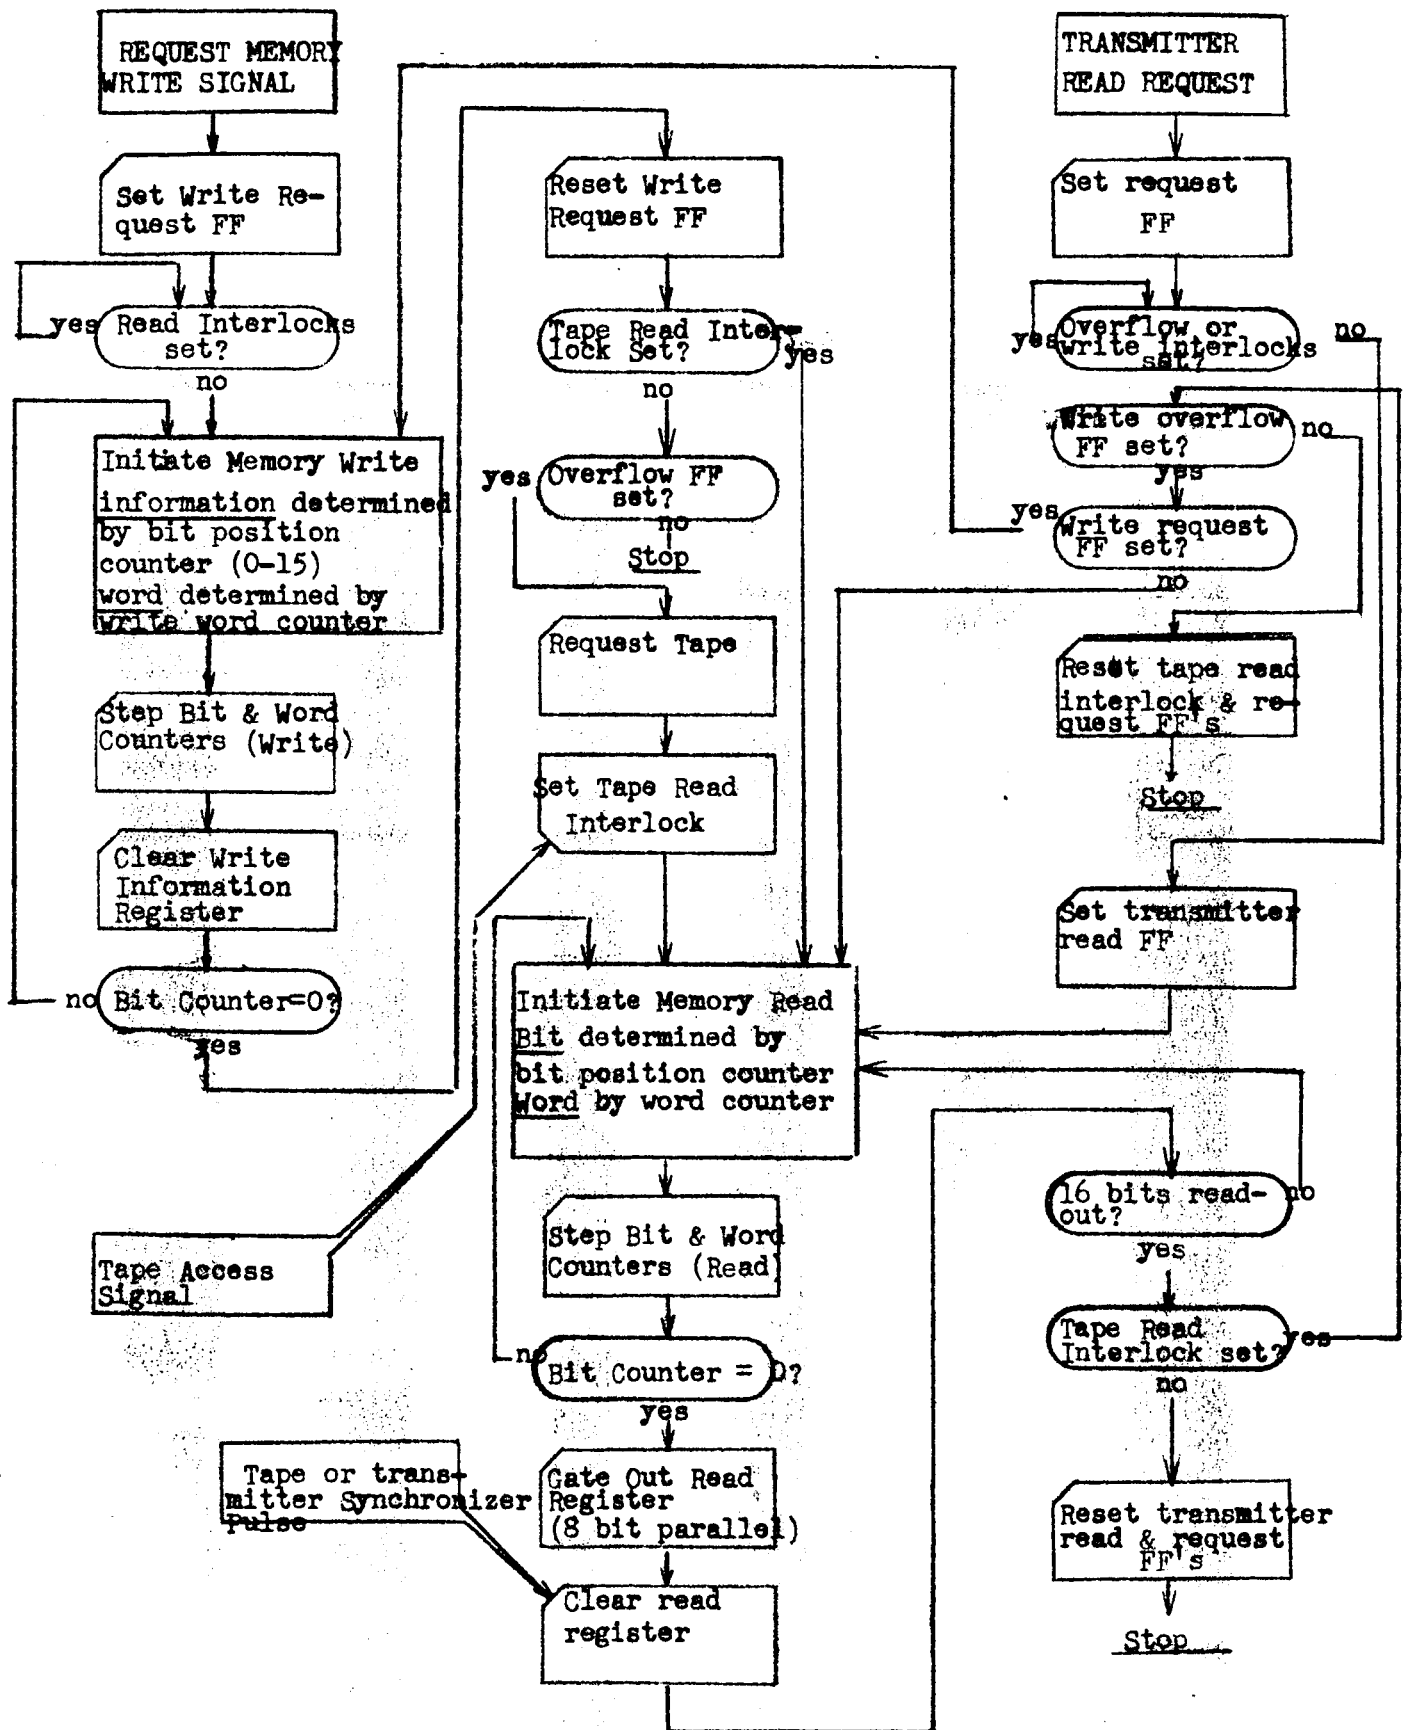 REQUEST MEMORY
WRITE SIGNAL
Set Write Re-
quest FF
yes
Read Interlocks
set?
no
Initiate Memory Write
information determined
by bit position
counter (0-15)
word determined by
write word counter
Step Bit & Word
Counters (Write)
Clear Write
Information
Register
no
Bit Counter=0?
yes
Tape Access
Signal
Reset Write
Request FF
Tape Read Inter-
lock Set?
yes
no
yes
Overflow FF
set?
no
Stop
Request Tape
Set Tape Read
Interlock
Initiate Memory Read
Bit determined by
bit position counter
Word by word counter
Step Bit & Word
Counters (Read)
no
Bit Counter = 0?
yes
Tape or trans-
mitter Synchronizer
Pulse
Gate Out Read
Register
(8 bit parallel)
Clear read
register
TRANSMITTER
READ REQUEST
Set request
FF
yes
Overflow or
write interlocks
set?
no
Write overflow
FF set?
no
yes
yes
Write request
FF set?
no
Reset tape read
interlock & re-
quest FF's
Stop
Set transmitter
read FF
16 bits read-
out?
no
yes
Tape Read
Interlock set?
yes
no
Reset transmitter
read & request
FF's
Stop